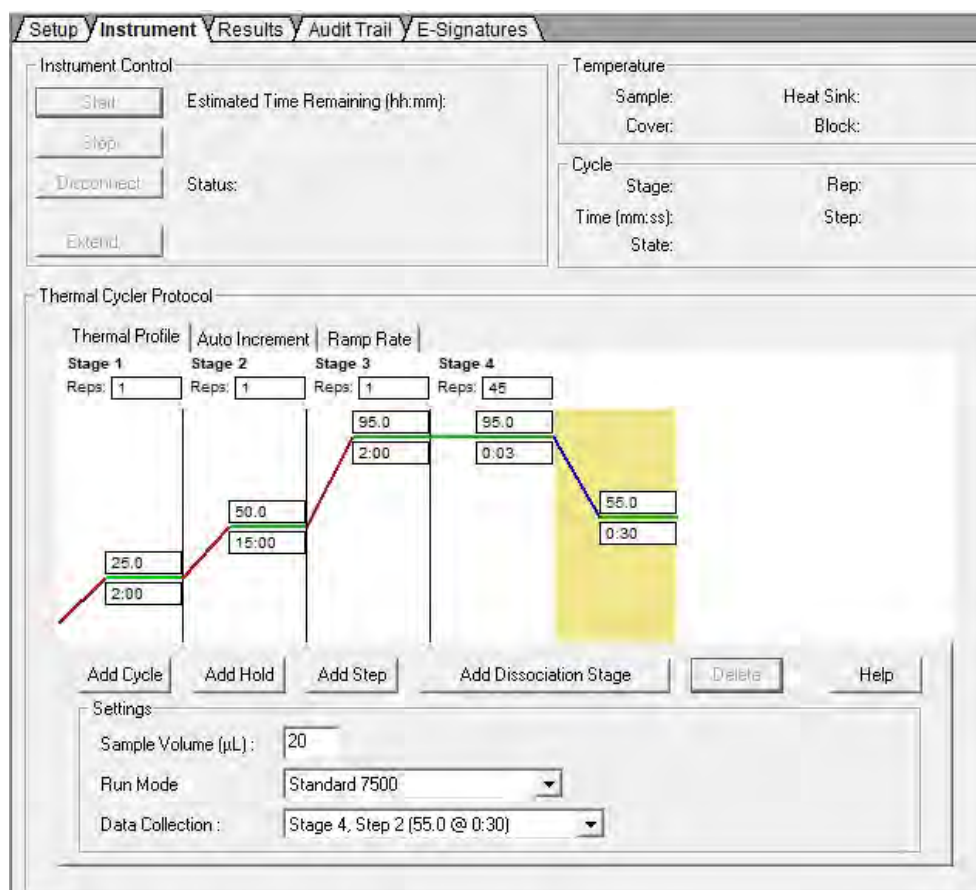 Setup Instrument Results Audit Trail E-Signatures
Instrument Control
Start Estimated Time Remaining (hh:mm):
Stop
Disconnect Status:
Extend
Temperature
Sample: Heat Sink:
Cover: Block:
Cycle
Stage: Rep:
Time (mm:ss): Step:
State:
Thermal Cycler Protocol
Thermal Profile Auto Increment Ramp Rate
Stage 1 Stage 2 Stage 3 Stage 4
Reps: 1 Reps: 1 Reps: 1 Reps: 45
95.0 95.0
2:00 0:03
50.0 55.0
15:00 0:30
25.0
2:00
Add Cycle Add Hold Add Step Add Dissociation Stage Delete Help
Settings
Sample Volume (µL) : 20
Run Mode Standard 7500
Data Collection : Stage 4, Step 2 (55.0 @ 0:30)